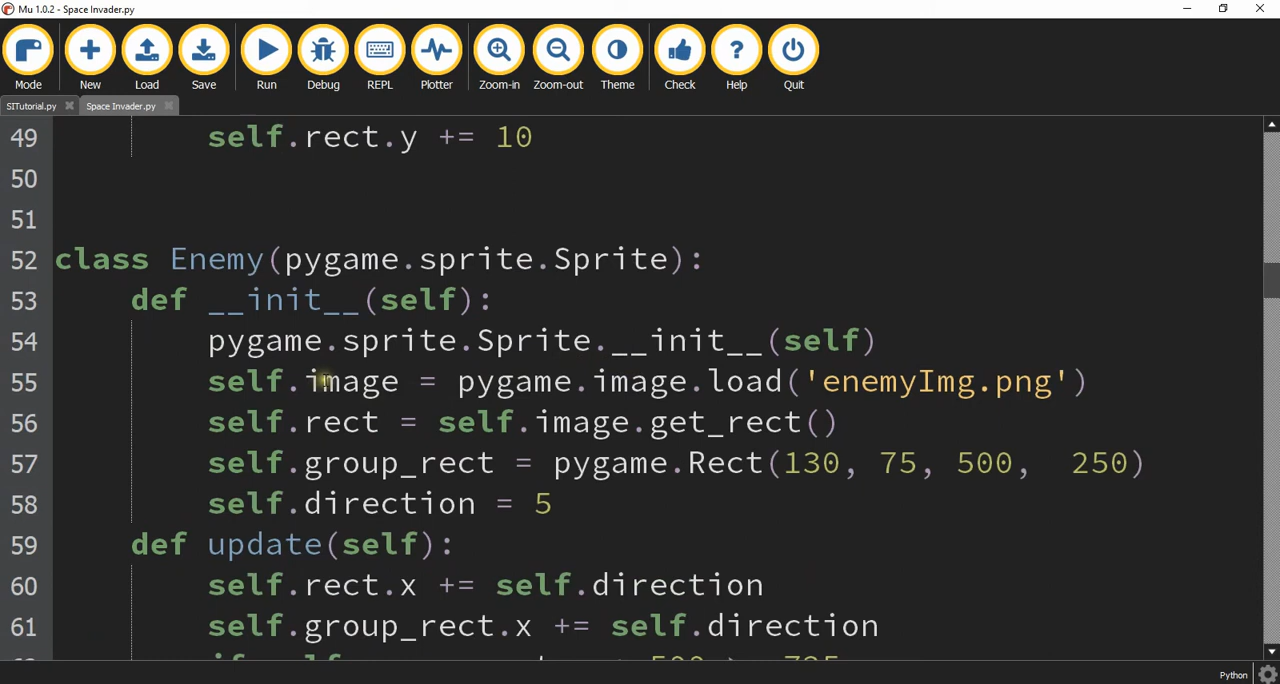 Mu 1.0.2 - Space Invader.py
Mode New Load Save Run Debug REPL Plotter Zoom-in Zoom-out Theme Check Help Quit
SITutorial.py Space Invader.py
49 self.rect.y += 10
50
51
52 class Enemy(pygame.sprite.Sprite):
53 def __init__(self):
54 pygame.sprite.Sprite.__init__(self)
55 self.image = pygame.image.load('enemyImg.png')
56 self.rect = self.image.get_rect()
57 self.group_rect = pygame.Rect(130, 75, 500,  250)
58 self.direction = 5
59 def update(self):
60 self.rect.x += self.direction
61 self.group_rect.x += self.direction
Python